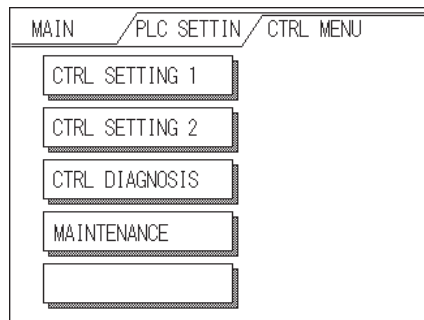 MAIN PLC SETTIN CTRL MENU
CTRL SETTING 1
CTRL SETTING 2
CTRL DIAGNOSIS
MAINTENANCE